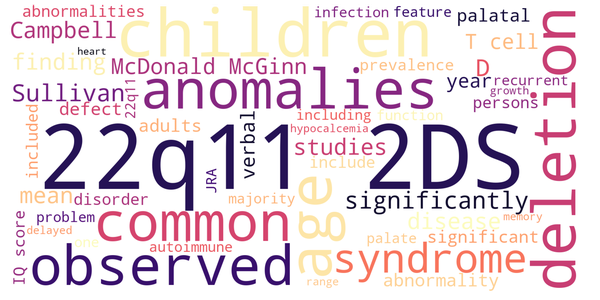 abnormalities
children
infection
feature
palatal
Campbell
heart
T cell
finding
McDonald McGinn
prevalence
D
Sullivan
22q11
anomalies
year
recurrent
growth
defect
persons
included
adults
verbal
including
function
hypocalcemia
22q11 2DS
studies
deletion
JRA
include
mean
disorder
majority
age
significantly
IQ score
problem
common
disease
memory
delayed
one
autoimmune
palate
significant
observed
syndrome
abnormality
range